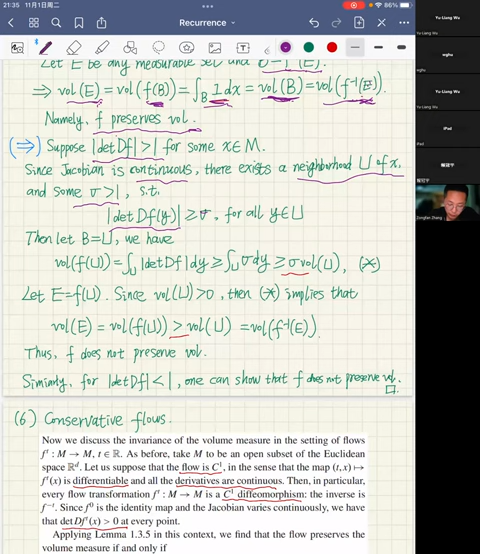 21:35 11月1日周二
86%
Recurrence
Let E be any measurable set and
⇒ vol(E) = vol(f(B)) = ∫_B 1 dx = vol(B) = vol(f⁻¹(E)).
Namely, f preserves vol.
(⇒) Suppose |det Df| > 1 for some x∈M.
Since Jacobian is continuous, there exists a neighborhood U of x,
and some σ>1, s.t.
|det Df(y)| ≥ σ, for all y∈U
Then let B=U, we have
vol(f(U)) = ∫_U |det Df| dy ≥ ∫_U σ dy ≥ σ vol(U), (*)
Let E=f(U). Since vol(U)>0, then (*) implies that
vol(E) = vol(f(U)) > vol(U) = vol(f⁻¹(E)).
Thus, f does not preserve vol.
Similarly, for |det Df| < 1, one can show that f does not preserve vol.
□.
(6) Conservative flows.
Now we discuss the invariance of the volume measure in the setting of flows
fᵗ : M → M, t ∈ ℝ. As before, take M to be an open subset of the Euclidean
space ℝᵈ. Let us suppose that the flow is C¹, in the sense that the map (t, x) ↦
fᵗ(x) is differentiable and all the derivatives are continuous. Then, in particular,
every flow transformation fᵗ : M → M is a C¹ diffeomorphism: the inverse is
f⁻ᵗ. Since f⁰ is the identity map and the Jacobian varies continuously, we have
that det Dfᵗ(x) > 0 at every point.
Applying Lemma 1.3.5 in this context, we find that the flow preserves the
volume measure if and only if
Yu-Liang Wu
Yu-Liang Wu
wghu
wghu
Yu-Liang Wu
Yu-Liang Wu
iPad
iPad
Zongfan Zhang